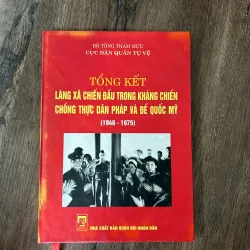 BỘ TỔNG THAM MƯU
CỤC DÂN QUÂN TỰ VỆ
TỔNG KẾT
LÀNG XÃ CHIẾN ĐẤU TRONG KHÁNG CHIẾN
CHỐNG THỰC DÂN PHÁP VÀ ĐẾ QUỐC MỸ
(1946 - 1975)
NHÀ XUẤT BẢN QUÂN ĐỘI NHÂN DÂN